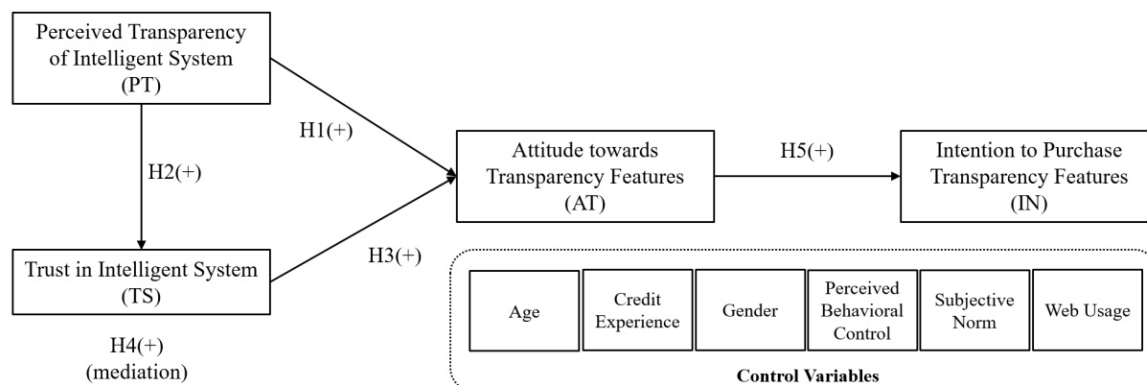 Perceived Transparency
of Intelligent System
(PT)
H1(+)
H2(+)
Attitude towards
Transparency Features
(AT)
H5(+)
Intention to Purchase
Transparency Features
(IN)
Trust in Intelligent System
(TS)
H3(+)
H4(+)
(mediation)
Age
Credit
Experience
Gender
Perceived
Behavioral
Control
Subjective
Norm
Web Usage
Control Variables